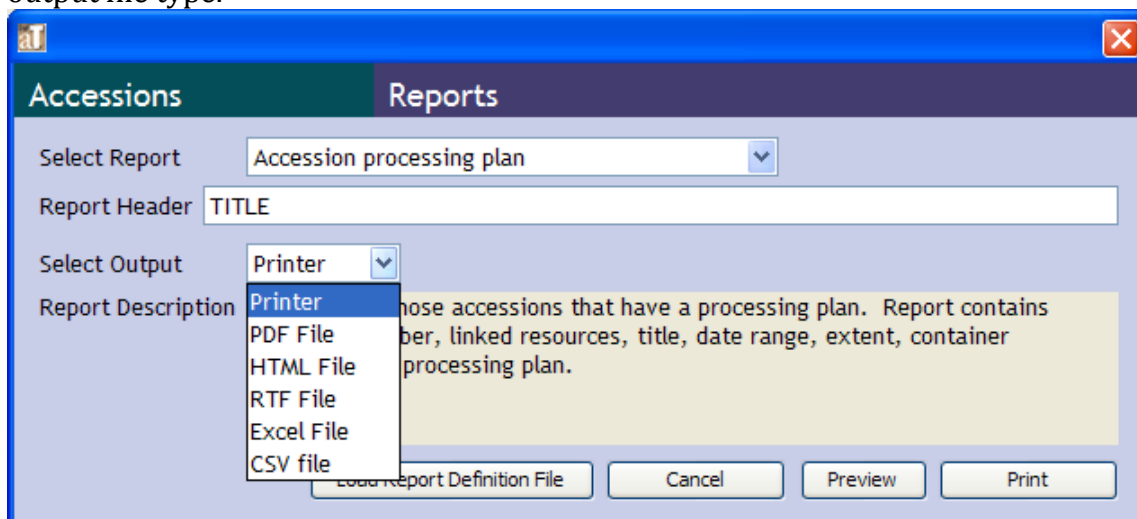 output file type.
aT
Accessions Reports
Select Report Accession processing plan
Report Header TITLE
Select Output Printer
Report Description Printer hose accessions that have a processing plan. Report contains
PDF File ber, linked resources, title, date range, extent, container
HTML File processing plan.
RTF File
Excel File
CSV file
Report Definition File Cancel Preview Print